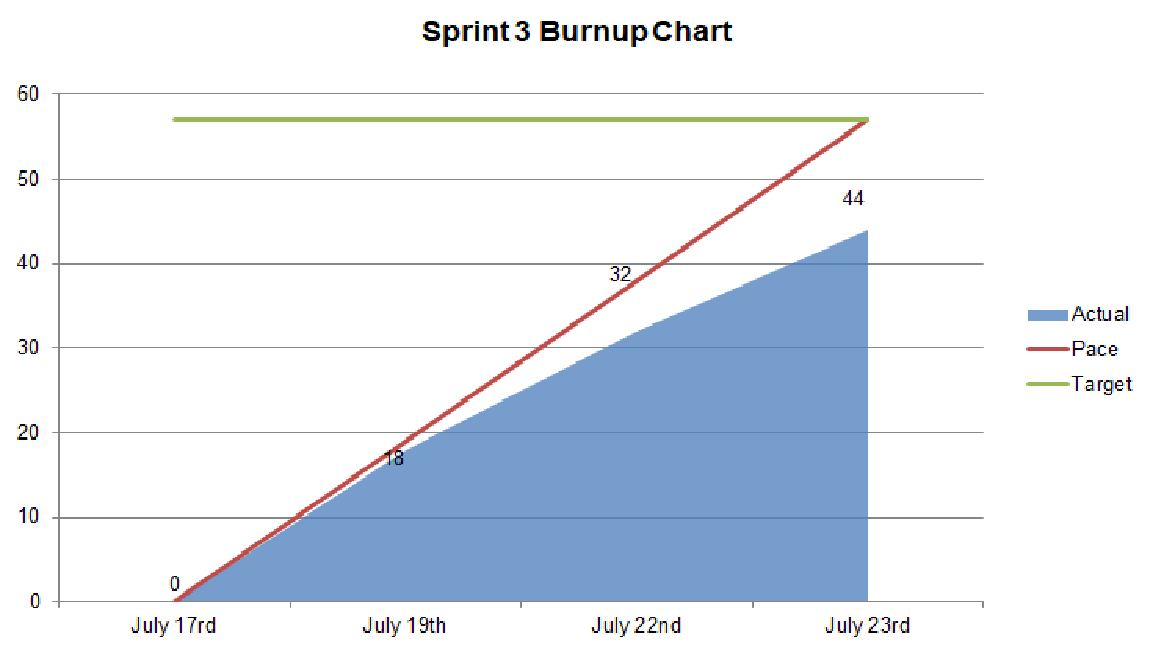 Sprint 3 Burnup Chart
60
50
40
30
20
10
0
0
18
32
44
July 17rd
July 19th
July 22nd
July 23rd
Actual
Pace
Target